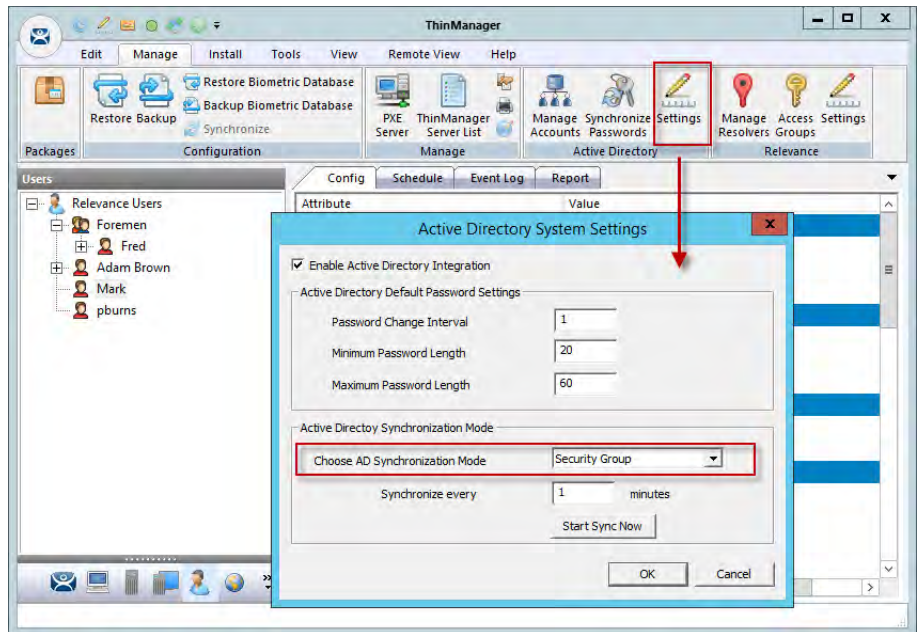 ThinManager
Edit Manage Install Tools View Remote View Help
Restore Backup
Restore Biometric Database
Backup Biometric Database
Synchronize
PXE Server
ThinManager Server List
Manage Accounts
Synchronize Passwords
Settings
Manage Resolvers
Access Groups
Settings
Packages Configuration Manage Active Directory Relevance
Users
Config Schedule Event Log Report
Relevance Users
Foremen
Fred
Adam Brown
Mark
pburns
Attribute Value
Active Directory System Settings
Enable Active Directory Integration
Active Directory Default Password Settings
Password Change Interval 1
Minimum Password Length 20
Maximum Password Length 60
Active Directoy Synchronization Mode
Choose AD Synchronization Mode Security Group
Synchronize every 1 minutes
Start Sync Now
OK Cancel